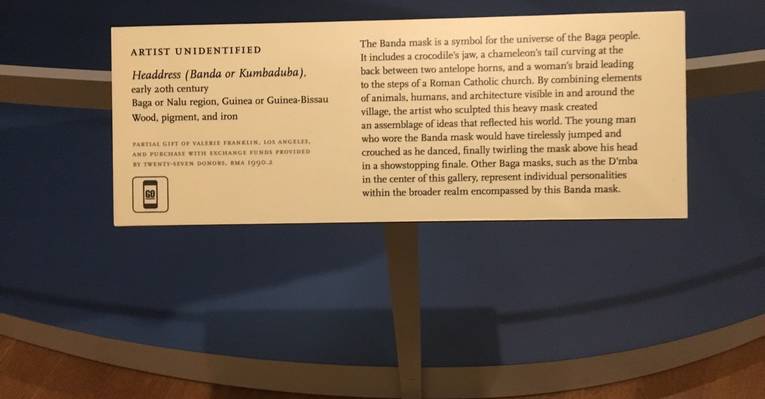 ARTIST UNIDENTIFIED
Headdress (Banda or Kumbaduba),
early 20th century
Baga or Nalu region, Guinea or Guinea-Bissau
Wood, pigment, and iron
PARTIAL GIFT OF VALERIE FRANKLIN, LOS ANGELES,
AND PURCHASE WITH EXCHANGE FUNDS PROVIDED
BY TWENTY-SEVEN DONORS, BMA 1990.2
GO
The Banda mask is a symbol for the universe of the Baga people.
It includes a crocodile's jaw, a chameleon's tail curving at the
back between two antelope horns, and a woman's braid leading
to the steps of a Roman Catholic church. By combining elements
of animals, humans, and architecture visible in and around the
village, the artist who sculpted this heavy mask created
an assemblage of ideas that reflected his world. The young man
who wore the Banda mask would have tirelessly jumped and
crouched as he danced, finally twirling the mask above his head
in a showstopping finale. Other Baga masks, such as the D'mba
in the center of this gallery, represent individual personalities
within the broader realm encompassed by this Banda mask.